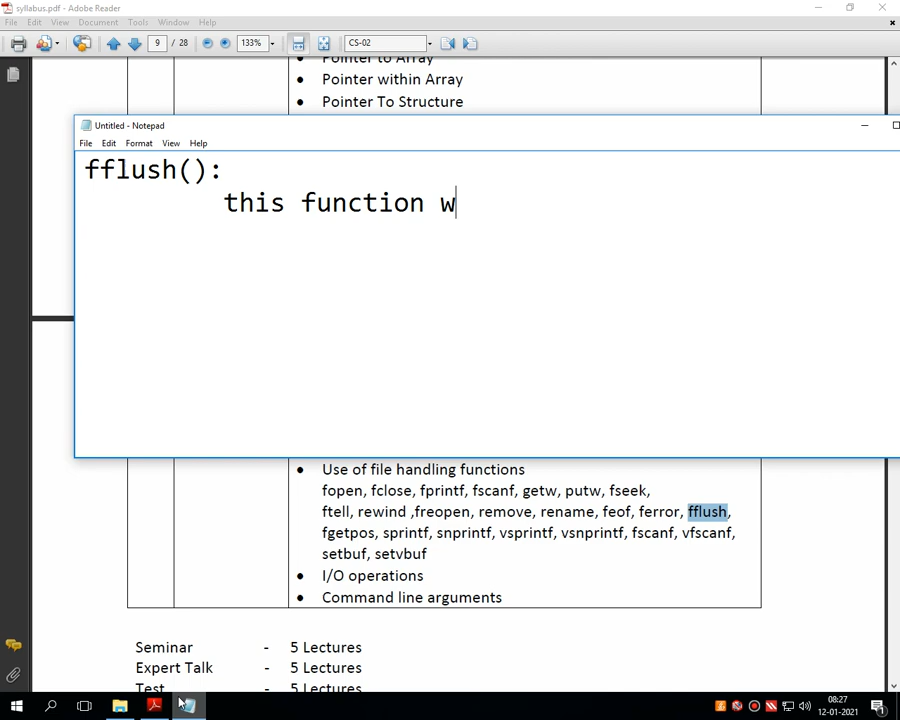 syllabus.pdf - Adobe Reader
File Edit View Document Tools Window Help
9 / 28 133% CS-02
Pointer to Array
• Pointer within Array
• Pointer To Structure
Untitled - Notepad
File Edit Format View Help
fflush():
this function w
• Use of file handling functions
fopen, fclose, fprintf, fscanf, getw, putw, fseek,
ftell, rewind ,freopen, remove, rename, feof, ferror, fflush,
fgetpos, sprintf, snprintf, vsprintf, vsnprintf, fscanf, vfscanf,
setbuf, setvbuf
• I/O operations
• Command line arguments
Seminar - 5 Lectures
Expert Talk - 5 Lectures
Test - 5 Lectures
08:27
12-01-2021